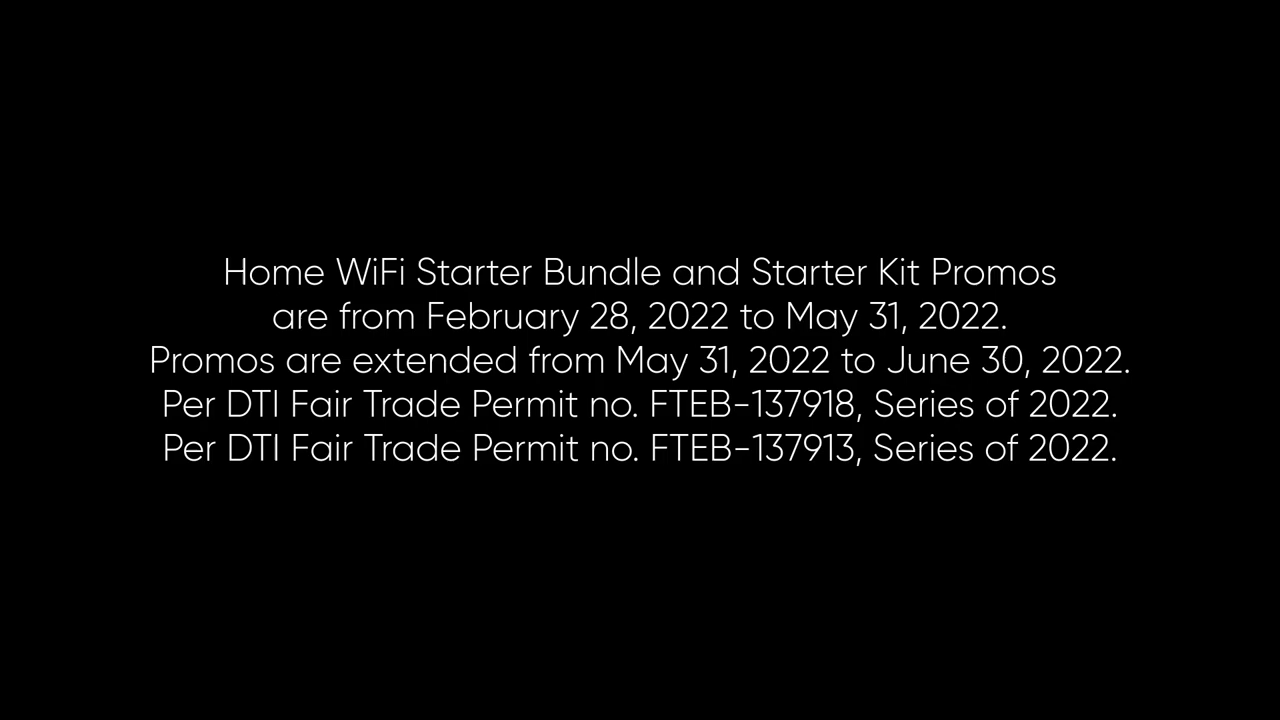 Home WiFi Starter Bundle and Starter Kit Promos
are from February 28, 2022 to May 31, 2022.
Promos are extended from May 31, 2022 to June 30, 2022.
Per DTI Fair Trade Permit no. FTEB-137918, Series of 2022.
Per DTI Fair Trade Permit no. FTEB-137913, Series of 2022.